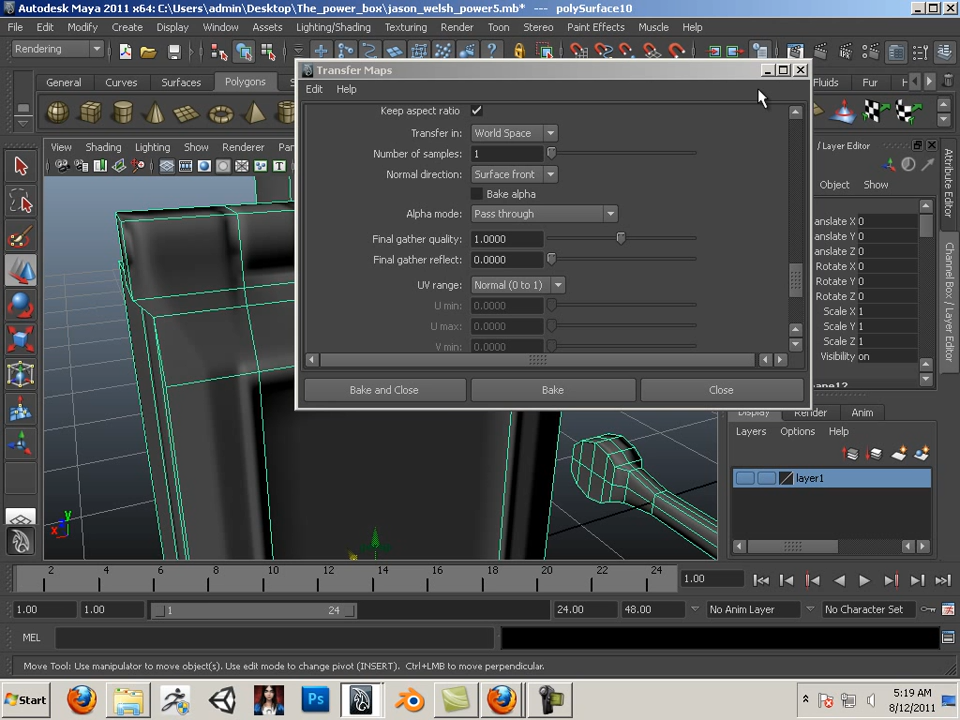 Autodesk Maya 2011 x64: C:\Users\admin\Desktop\The_power_box/jason_welsh_power5.mb* --- polySurface10
File Edit Modify Create Display Window Assets Lighting/Shading Texturing Render Toon Stereo Paint Effects Muscle Help
Rendering
Transfer Maps
General Curves Surfaces Polygons
Fluids Fur
Edit Help
Keep aspect ratio
Transfer in: World Space
Number of samples: 1
Normal direction: Surface front
Bake alpha
Alpha mode: Pass through
Final gather quality: 1.0000
Final gather reflect: 0.0000
UV range: Normal (0 to 1)
U min: 0.0000
U max: 0.0000
V min: 0.0000
Bake and Close Bake Close
View Shading Lighting Show Renderer Pan
/ Layer Editor
Object Show
anslate X 0
anslate Y 0
anslate Z 0
Rotate X 0
Rotate Y 0
Rotate Z 0
Scale X 1
Scale Y 1
Scale Z 1
Visibility on
Attribute Editor
Channel Box / Layer Editor
Display Render Anim
Layers Options Help
layer1
y
x
2 4 6 8 10 12 14 16 18 20 22 24
1.00
1.00 1.00 1 24 24.00 48.00 No Anim Layer No Character Set
MEL
Move Tool: Use manipulator to move object(s). Use edit mode to change pivot (INSERT). Ctrl+LMB to move perpendicular.
Start
Ps
5:19 AM
8/12/2011